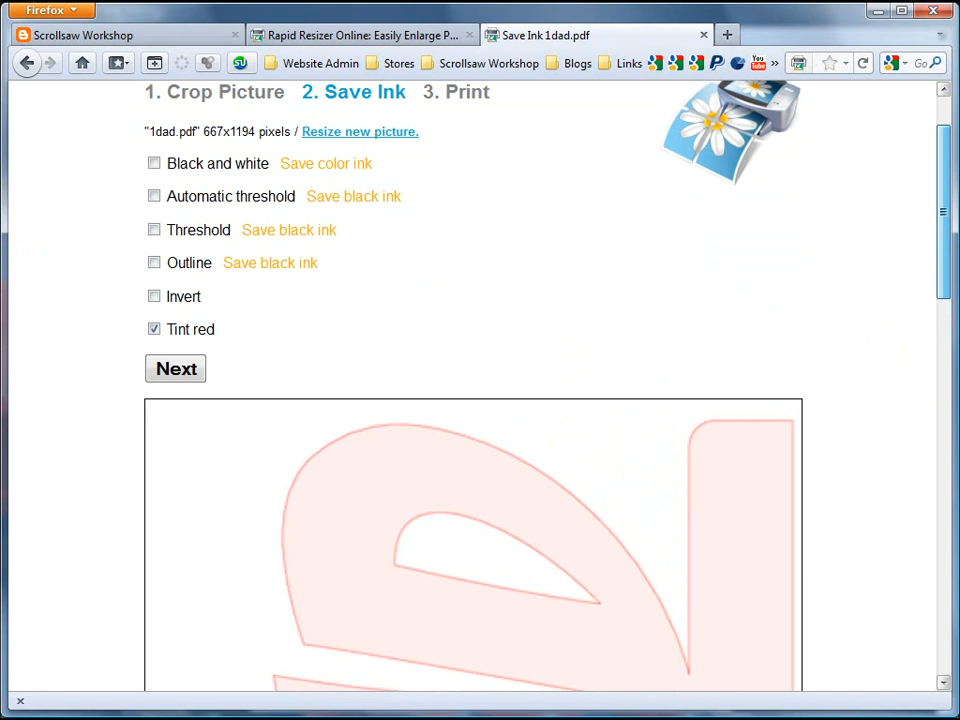 Firefox
Scrollsaw Workshop
Rapid Resizer Online: Easily Enlarge P...
Save Ink 1dad.pdf
Website Admin
Stores
Scrollsaw Workshop
Blogs
Links
You Tube
Go
1. Crop Picture 2. Save Ink 3. Print
"1dad.pdf" 667x1194 pixels / Resize new picture.
Black and white Save color ink
Automatic threshold Save black ink
Threshold Save black ink
Outline Save black ink
Invert
Tint red
Next